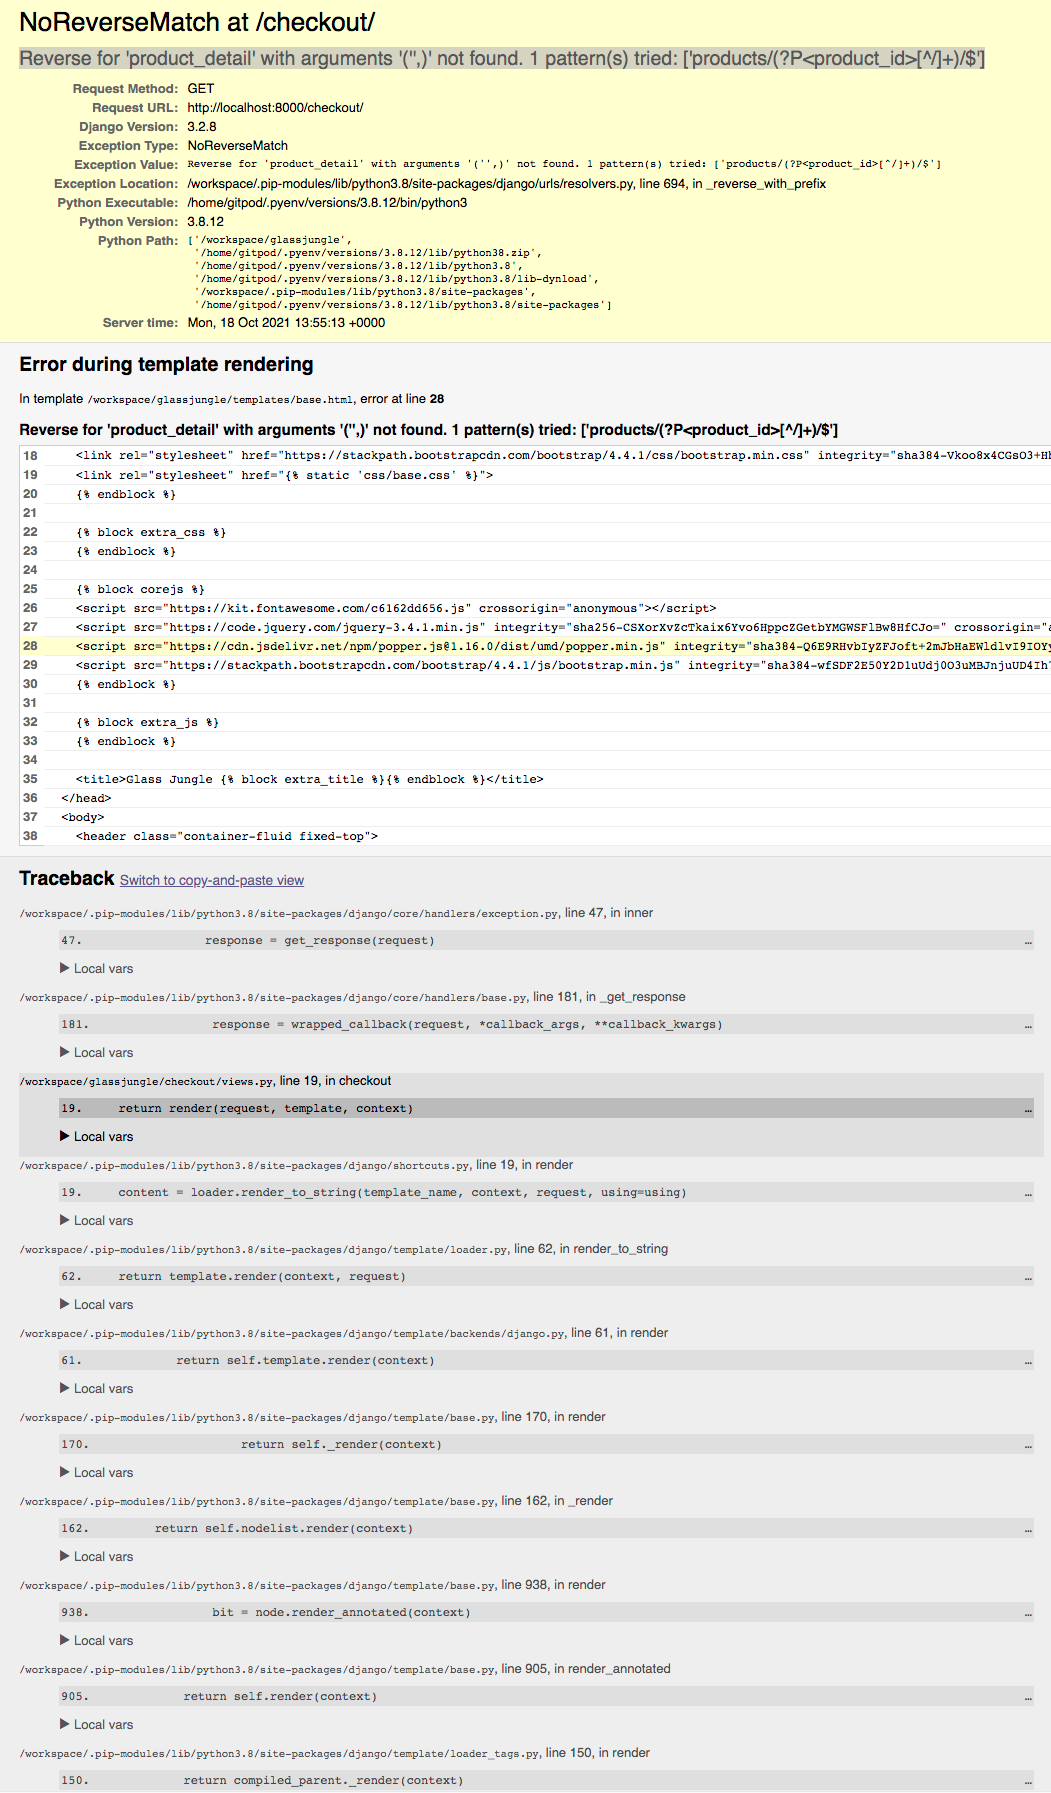 NoReverseMatch at /checkout/
Reverse for 'product_detail' with arguments '('',)' not found. 1 pattern(s) tried: ['products/(?P<product_id>[^/]+)/$']
Request Method: GET
Request URL: http://localhost:8000/checkout/
Django Version: 3.2.8
Exception Type: NoReverseMatch
Exception Value: Reverse for 'product_detail' with arguments '('',)' not found. 1 pattern(s) tried: ['products/(?P<product_id>[^/]+)/$']
Exception Location: /workspace/.pip-modules/lib/python3.8/site-packages/django/urls/resolvers.py, line 694, in _reverse_with_prefix
Python Executable: /home/gitpod/.pyenv/versions/3.8.12/bin/python3
Python Version: 3.8.12
Python Path: ['/workspace/glassjungle',
'/home/gitpod/.pyenv/versions/3.8.12/lib/python38.zip',
'/home/gitpod/.pyenv/versions/3.8.12/lib/python3.8',
'/home/gitpod/.pyenv/versions/3.8.12/lib/python3.8/lib-dynload',
'/workspace/.pip-modules/lib/python3.8/site-packages',
'/home/gitpod/.pyenv/versions/3.8.12/lib/python3.8/site-packages']
Server time: Mon, 18 Oct 2021 13:55:13 +0000
Error during template rendering
In template /workspace/glassjungle/templates/base.html, error at line 28
Reverse for 'product_detail' with arguments '('',)' not found. 1 pattern(s) tried: ['products/(?P<product_id>[^/]+)/$']
18 <link rel="stylesheet" href="https://stackpath.bootstrapcdn.com/bootstrap/4.4.1/css/bootstrap.min.css" integrity="sha384-Vkoo8x4CGsO3+Hh
19 <link rel="stylesheet" href="{% static 'css/base.css' %}">
20 {% endblock %}
21
22 {% block extra_css %}
23 {% endblock %}
24
25 {% block corejs %}
26 <script src="https://kit.fontawesome.com/c6162dd656.js" crossorigin="anonymous"></script>
27 <script src="https://code.jquery.com/jquery-3.4.1.min.js" integrity="sha256-CSXorXvZcTkaix6Yvo6HppcZGetbYMGWSFlBw8HfCJo=" crossorigin="a
28 <script src="https://cdn.jsdelivr.net/npm/popper.js@1.16.0/dist/umd/popper.min.js" integrity="sha384-Q6E9RHvbIyZFJoft+2mJbHaEWldlvI9IOYy
29 <script src="https://stackpath.bootstrapcdn.com/bootstrap/4.4.1/js/bootstrap.min.js" integrity="sha384-wfSDF2E50Y2D1uUdj0O3uMBJnjuUD4Ih
30 {% endblock %}
31
32 {% block extra_js %}
33 {% endblock %}
34
35 <title>Glass Jungle {% block extra_title %}{% endblock %}</title>
36 </head>
37 <body>
38 <header class="container-fluid fixed-top">
Traceback Switch to copy-and-paste view
/workspace/.pip-modules/lib/python3.8/site-packages/django/core/handlers/exception.py, line 47, in inner
47. response = get_response(request) …
▶ Local vars
/workspace/.pip-modules/lib/python3.8/site-packages/django/core/handlers/base.py, line 181, in _get_response
181. response = wrapped_callback(request, *callback_args, **callback_kwargs) …
▶ Local vars
/workspace/glassjungle/checkout/views.py, line 19, in checkout
19. return render(request, template, context) …
▶ Local vars
/workspace/.pip-modules/lib/python3.8/site-packages/django/shortcuts.py, line 19, in render
19. content = loader.render_to_string(template_name, context, request, using=using) …
▶ Local vars
/workspace/.pip-modules/lib/python3.8/site-packages/django/template/loader.py, line 62, in render_to_string
62. return template.render(context, request) …
▶ Local vars
/workspace/.pip-modules/lib/python3.8/site-packages/django/template/backends/django.py, line 61, in render
61. return self.template.render(context) …
▶ Local vars
/workspace/.pip-modules/lib/python3.8/site-packages/django/template/base.py, line 170, in render
170. return self._render(context) …
▶ Local vars
/workspace/.pip-modules/lib/python3.8/site-packages/django/template/base.py, line 162, in _render
162. return self.nodelist.render(context) …
▶ Local vars
/workspace/.pip-modules/lib/python3.8/site-packages/django/template/base.py, line 938, in render
938. bit = node.render_annotated(context) …
▶ Local vars
/workspace/.pip-modules/lib/python3.8/site-packages/django/template/base.py, line 905, in render_annotated
905. return self.render(context) …
▶ Local vars
/workspace/.pip-modules/lib/python3.8/site-packages/django/template/loader_tags.py, line 150, in render
150. return compiled_parent._render(context) …